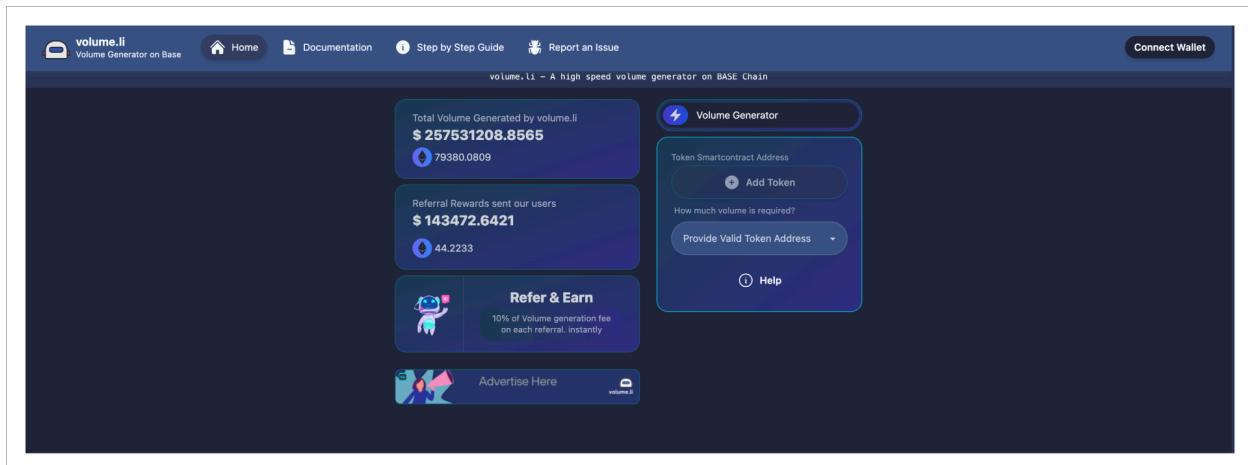 volume.li
Volume Generator on Base
Home
Documentation
Step by Step Guide
Report an Issue
Connect Wallet
volume.li – A high speed volume generator on BASE Chain
Total Volume Generated by volume.li
$ 257531208.8565
79380.0809
Referral Rewards sent our users
$ 143472.6421
44.2233
Refer & Earn
10% of Volume generation fee
on each referral. instantly
Advertise Here
volume.li
Volume Generator
Token Smartcontract Address
Add Token
How much volume is required?
Provide Valid Token Address
Help